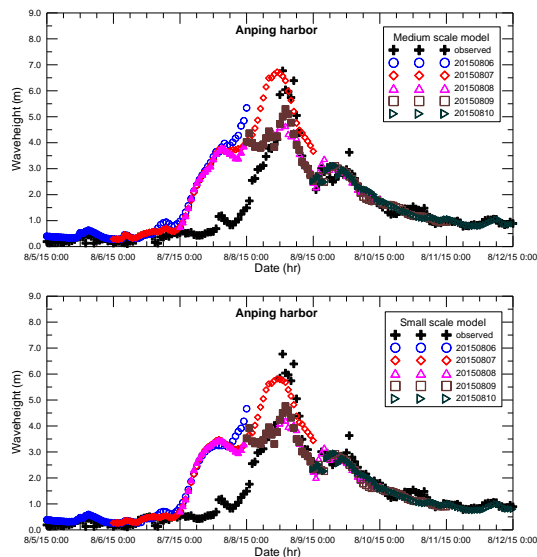 Anping harbor
Medium scale model
observed
20150806
20150807
20150808
20150809
20150810
Waveheight (m)
9.0
8.0
7.0
6.0
5.0
4.0
3.0
2.0
1.0
0.0
8/5/15 0:00 8/6/15 0:00 8/7/15 0:00 8/8/15 0:00 8/9/15 0:00 8/10/15 0:00 8/11/15 0:00 8/12/15 0:00
Date (hr)
Anping harbor
Small scale model
observed
20150806
20150807
20150808
20150809
20150810
Waveheight (m)
9.0
8.0
7.0
6.0
5.0
4.0
3.0
2.0
1.0
0.0
8/5/15 0:00 8/6/15 0:00 8/7/15 0:00 8/8/15 0:00 8/9/15 0:00 8/10/15 0:00 8/11/15 0:00 8/12/15 0:00
Date (hr)